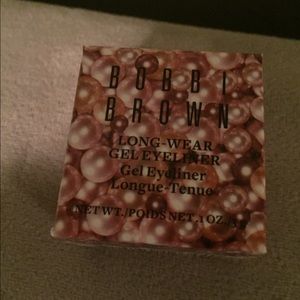 BOBBI
BROWN
LONG-WEAR
GEL EYELINER
Gel Eyeliner
Longue-Tenue
NET WT./POIDS NET .1 OZ